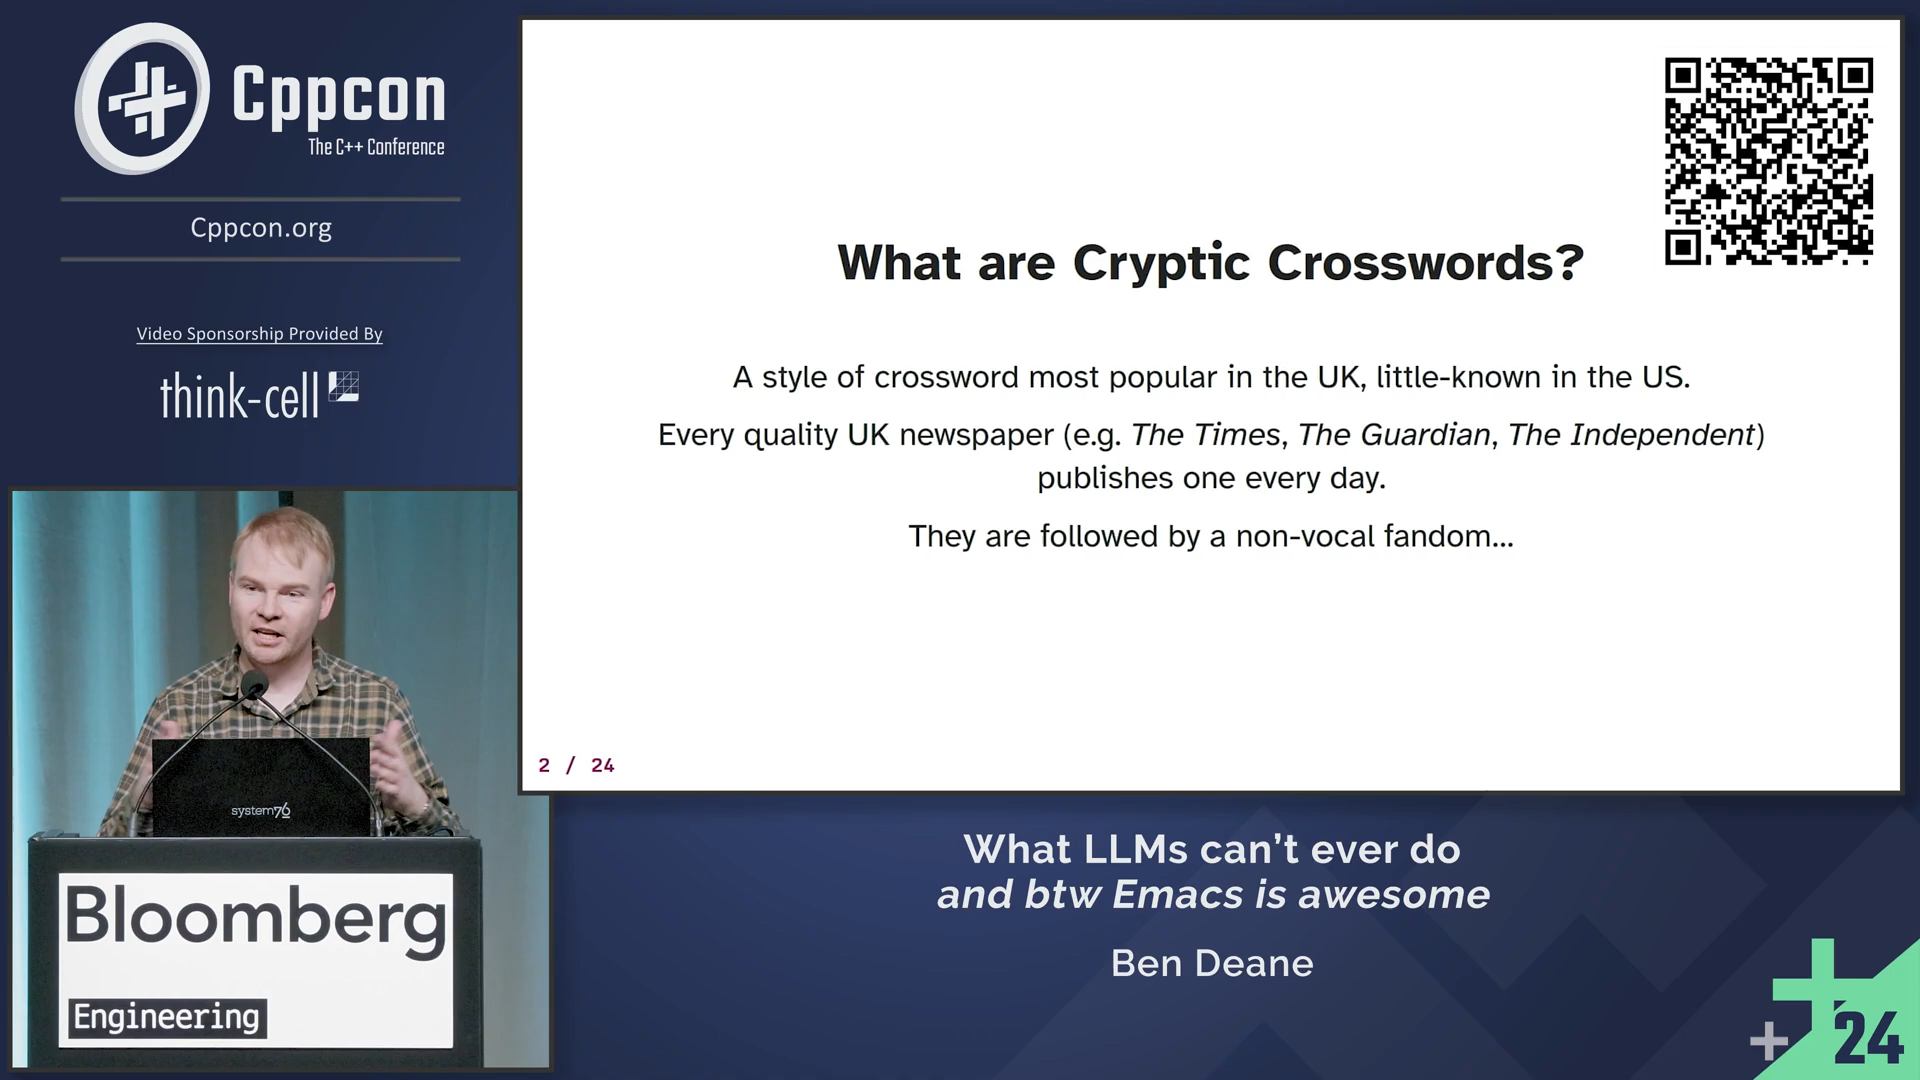 Cppcon
The C++ Conference
Cppcon.org
Video Sponsorship Provided By
think-cell
What are Cryptic Crosswords?
A style of crossword most popular in the UK, little-known in the US.
Every quality UK newspaper (e.g. The Times, The Guardian, The Independent)
publishes one every day.
They are followed by a non-vocal fandom...
2 / 24
system76
Bloomberg
Engineering
What LLMs can’t ever do
and btw Emacs is awesome
Ben Deane
24